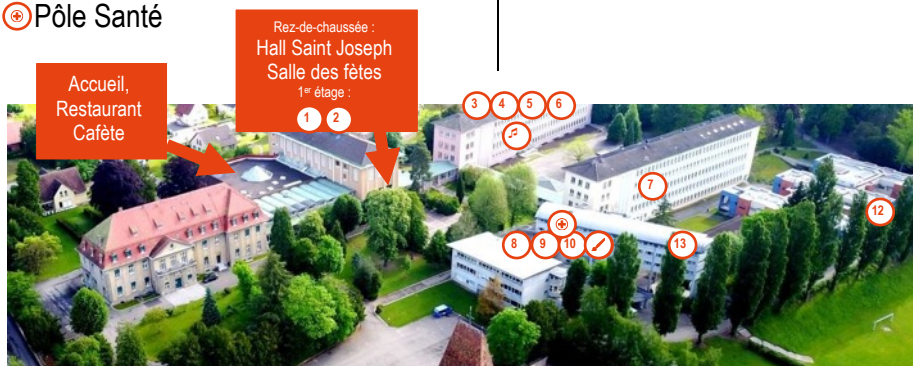 Pôle Santé
Rez-de-chaussée :
Hall Saint Joseph
Salle des fètes
1er étage :
1 2
Accueil,
Restaurant
Cafète
3 4 5 6
7
12
8 9 10
13